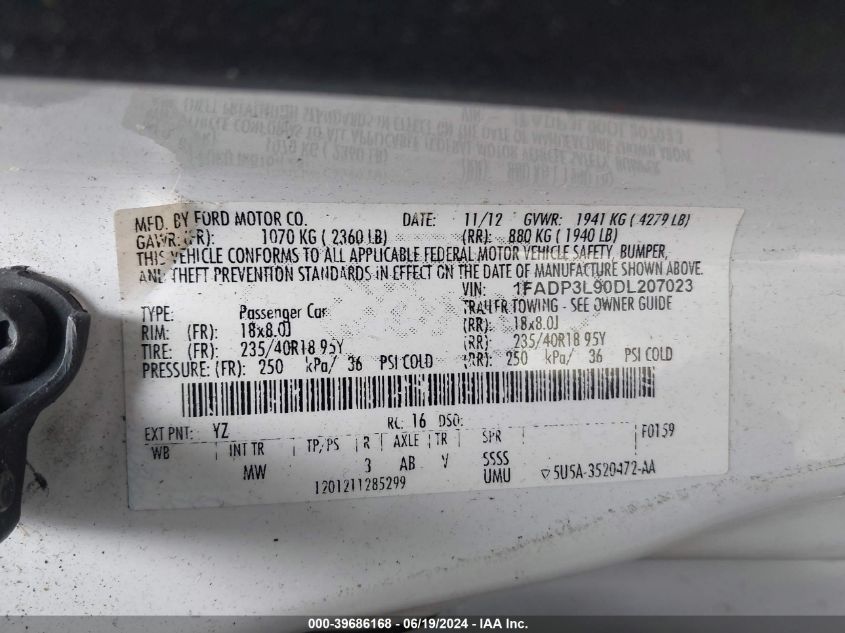 MFD. BY FORD MOTOR CO. DATE: 11/12 GVWR: 1941 KG ( 4279 LB)
GAWR:(FR): 1070 KG ( 2360 LB) (RR): 880 KG ( 1940 LB)
THIS VEHICLE CONFORMS TO ALL APPLICABLE FEDERAL MOTOR VEHICLE SAFETY, BUMPER,
AND THEFT PREVENTION STANDARDS IN EFFECT ON THE DATE OF MANUFACTURE SHOWN ABOVE.
VIN: 1FADP3L90DL207023
TYPE: Passenger Car TRAILER TOWING - SEE OWNER GUIDE
RIM: (FR): 18x8.0J (RR): 18x8.0J
TIRE: (FR): 235/40R18 95Y (RR): 235/40R18 95Y
PRESSURE:(FR): 250 kPa/ 36 PSI COLD (RR): 250 kPa/ 36 PSI COLD
EXT PNT: YZ RC: 16 DSO: F0159
WB INT TR TP/PS R AXLE TR SPR
MW 3 AB V SSSS
1201211285299 UMU 5U5A-3520472-AA
000-39686168 - 06/19/2024 - IAA, Inc.